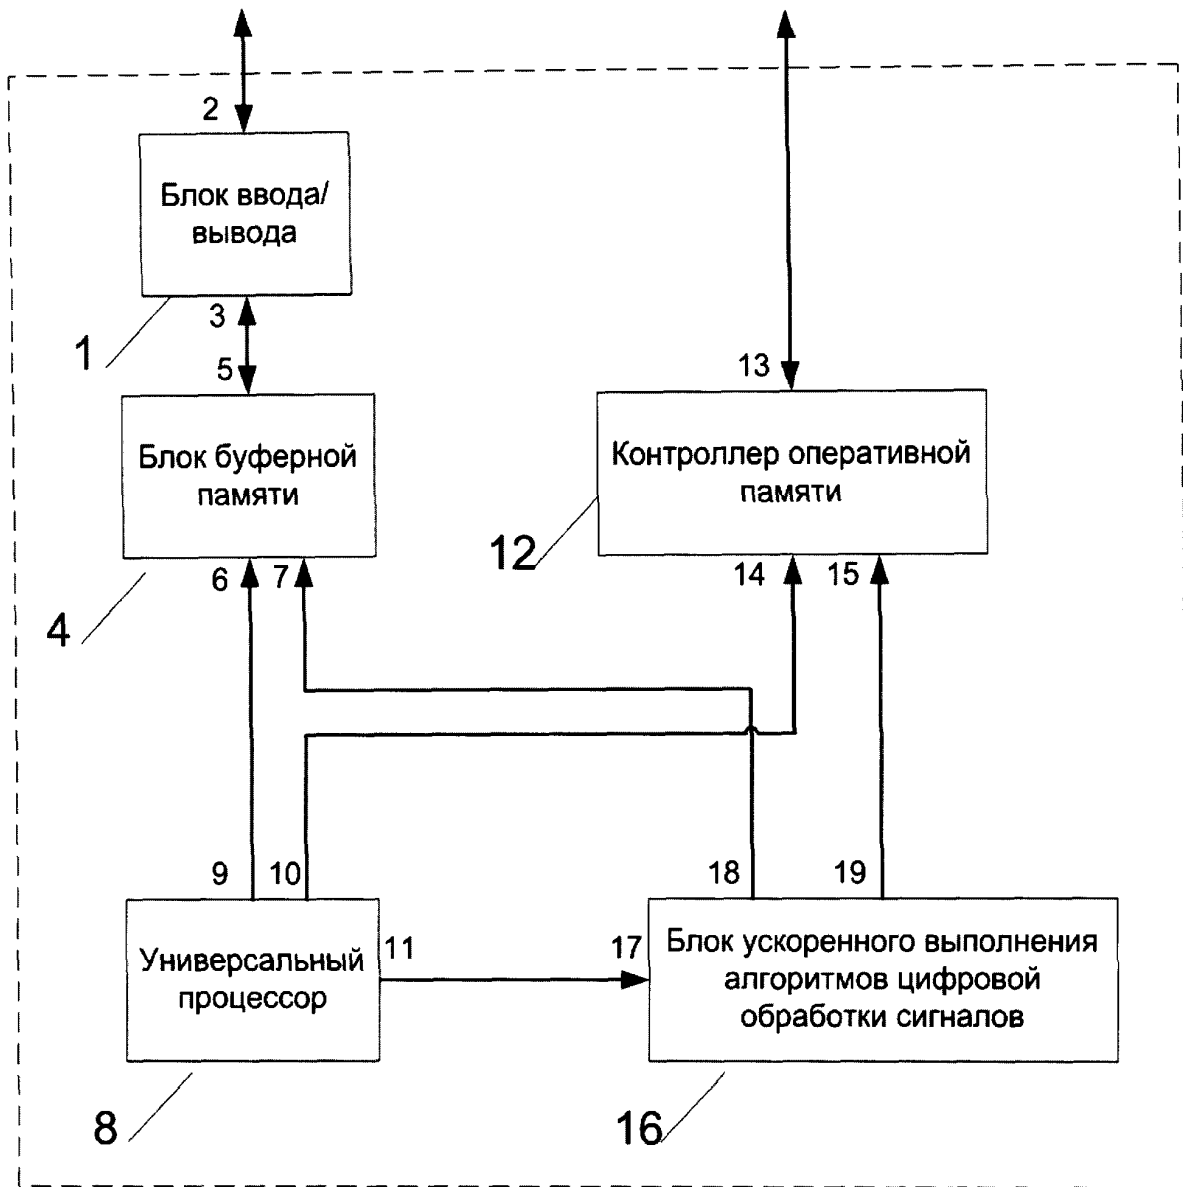 2
Блок ввода/
вывода
3
1
5
13
Блок буферной
памяти
Контроллер оперативной
памяти
12
6
7
14
15
4
9
10
18
19
Универсальный
процессор
11
17
Блок ускоренного выполнения
алгоритмов цифровой
обработки сигналов
8
16